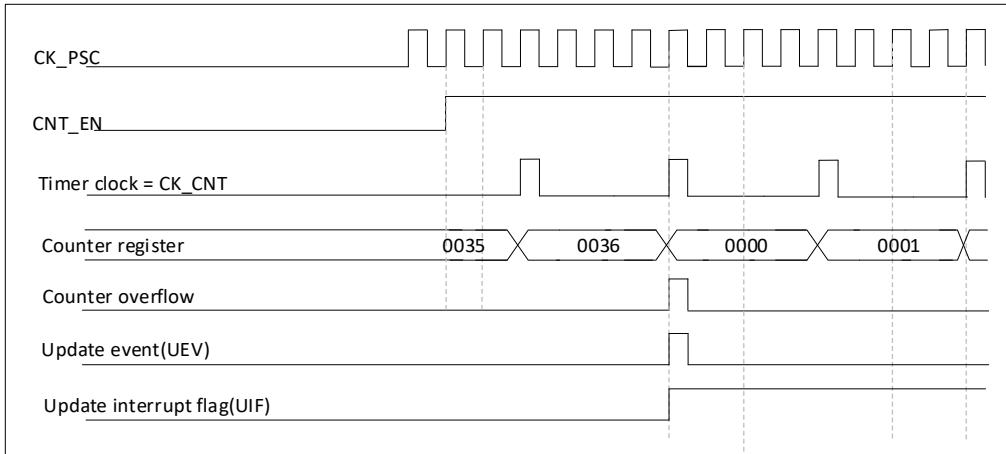 CK_PSC
CNT_EN
Timer clock = CK_CNT
Counter register
0035 0036 0000 0001
Counter overflow
Update event(UEV)
Update interrupt flag(UIF)